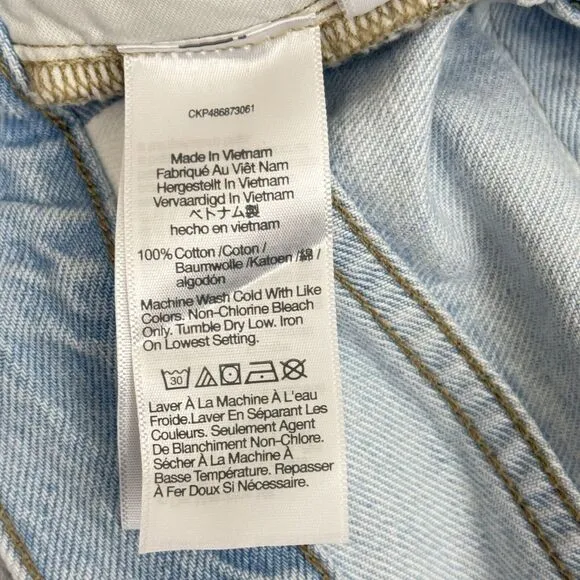 CKP486873061
Made In Vietnam
Fabriqué Au Viêt Nam
Hergestellt In Vietnam
Vervaardigd In Vietnam
ベトナム製
hecho en vietnam
100% Cotton /Coton /
Baumwolle /Katoen /綿 /
algodón
Machine Wash Cold With Like
Colors. Non-Chlorine Bleach
Only. Tumble Dry Low. Iron
On Lowest Setting.
30
Laver À La Machine À L'eau
Froide.Laver En Séparant Les
Couleurs. Seulement Agent
De Blanchiment Non-Chlore.
Sécher À La Machine À
Basse Température. Repasser
À Fer Doux Si Nécessaire.